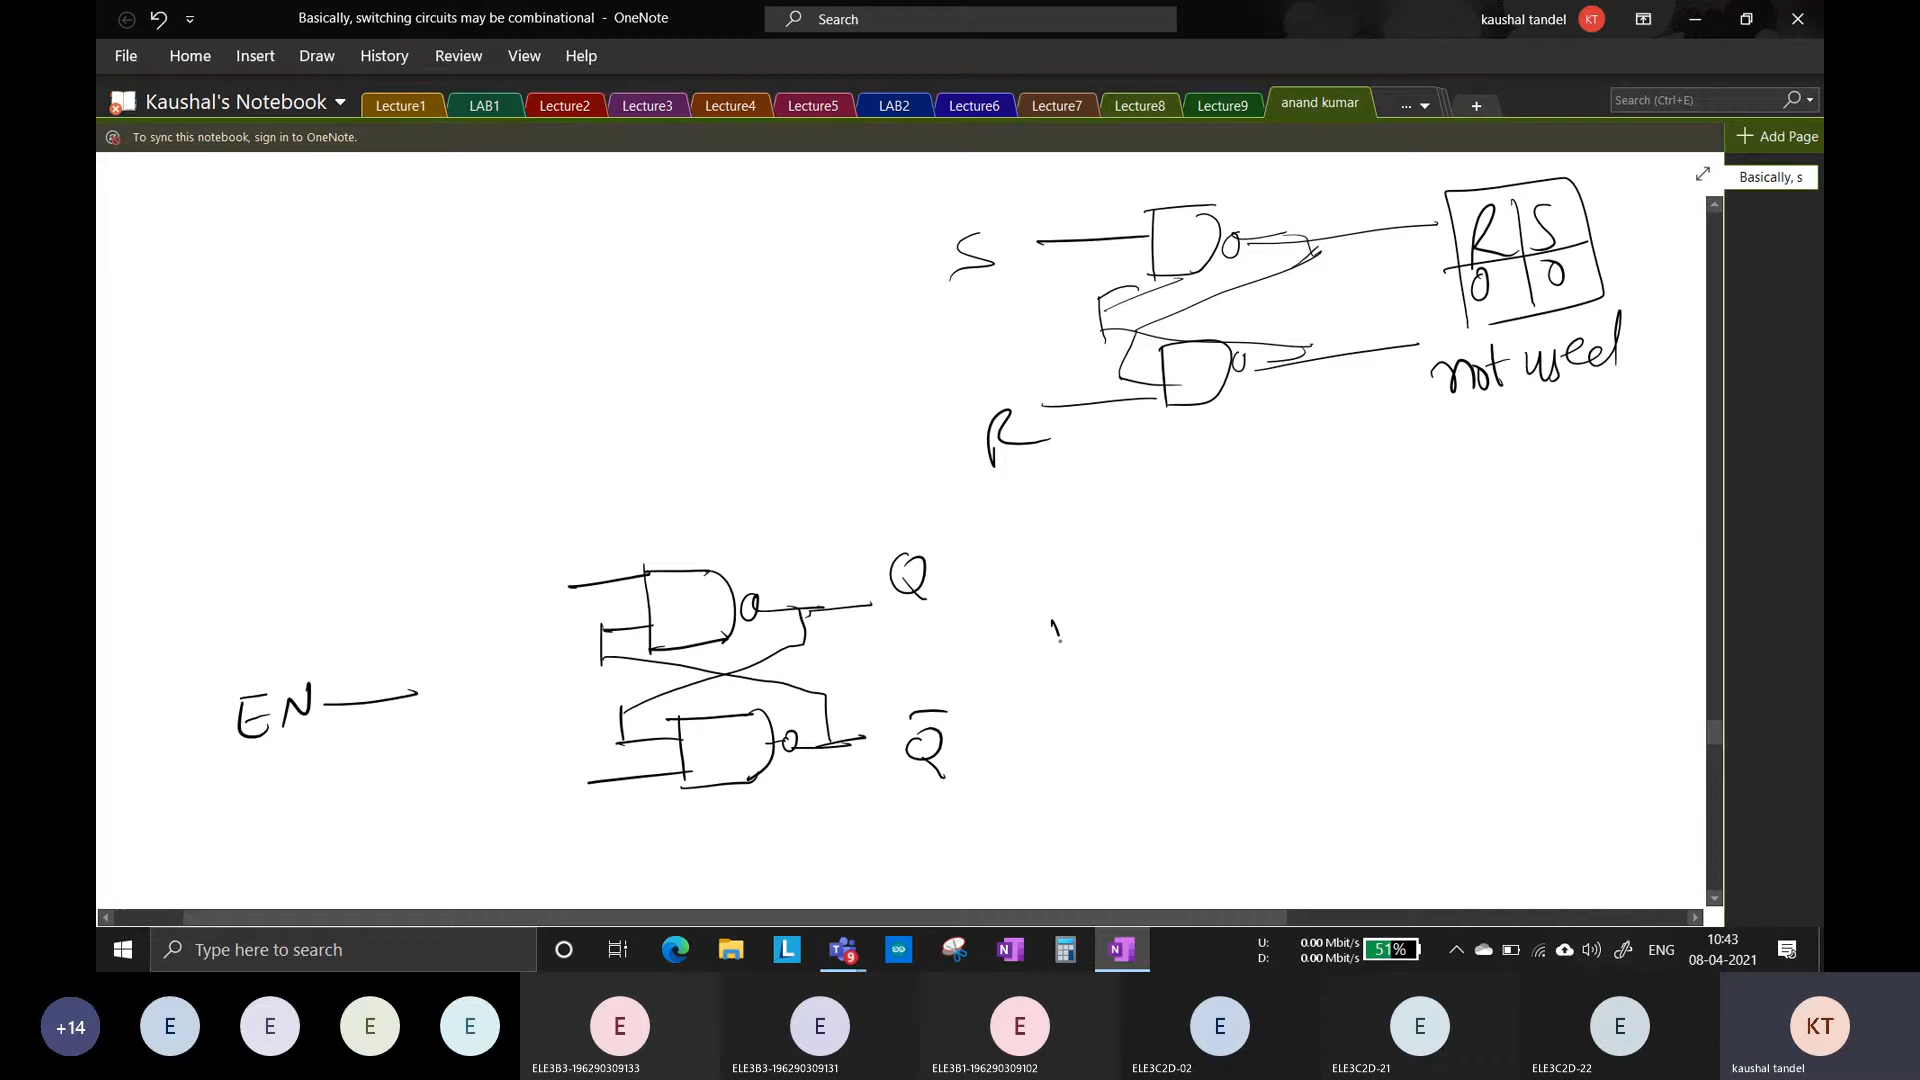 Basically, switching circuits may be combinational - OneNote
Search
kaushal tandel
KT
File Home Insert Draw History Review View Help
Kaushal's Notebook
Lecture1 LAB1 Lecture2 Lecture3 Lecture4 Lecture5 LAB2 Lecture6 Lecture7 Lecture8 Lecture9 anand kumar ... +
Search (Ctrl+E)
To sync this notebook, sign in to OneNote.
+ Add Page
Basically, s
S
R S
0 0
not used
R
Q
EN
Q̅
Type here to search
L
9
N
N
U: 0.00 Mbit/s
D: 0.00 Mbit/s
51%
ENG
10:43
08-04-2021
+14 E E E E E E E E E E KT
ELE3B3-196290309133
ELE3B3-196290309131
ELE3B1-196290309102
ELE3C2D-02
ELE3C2D-21
ELE3C2D-22
kaushal tandel